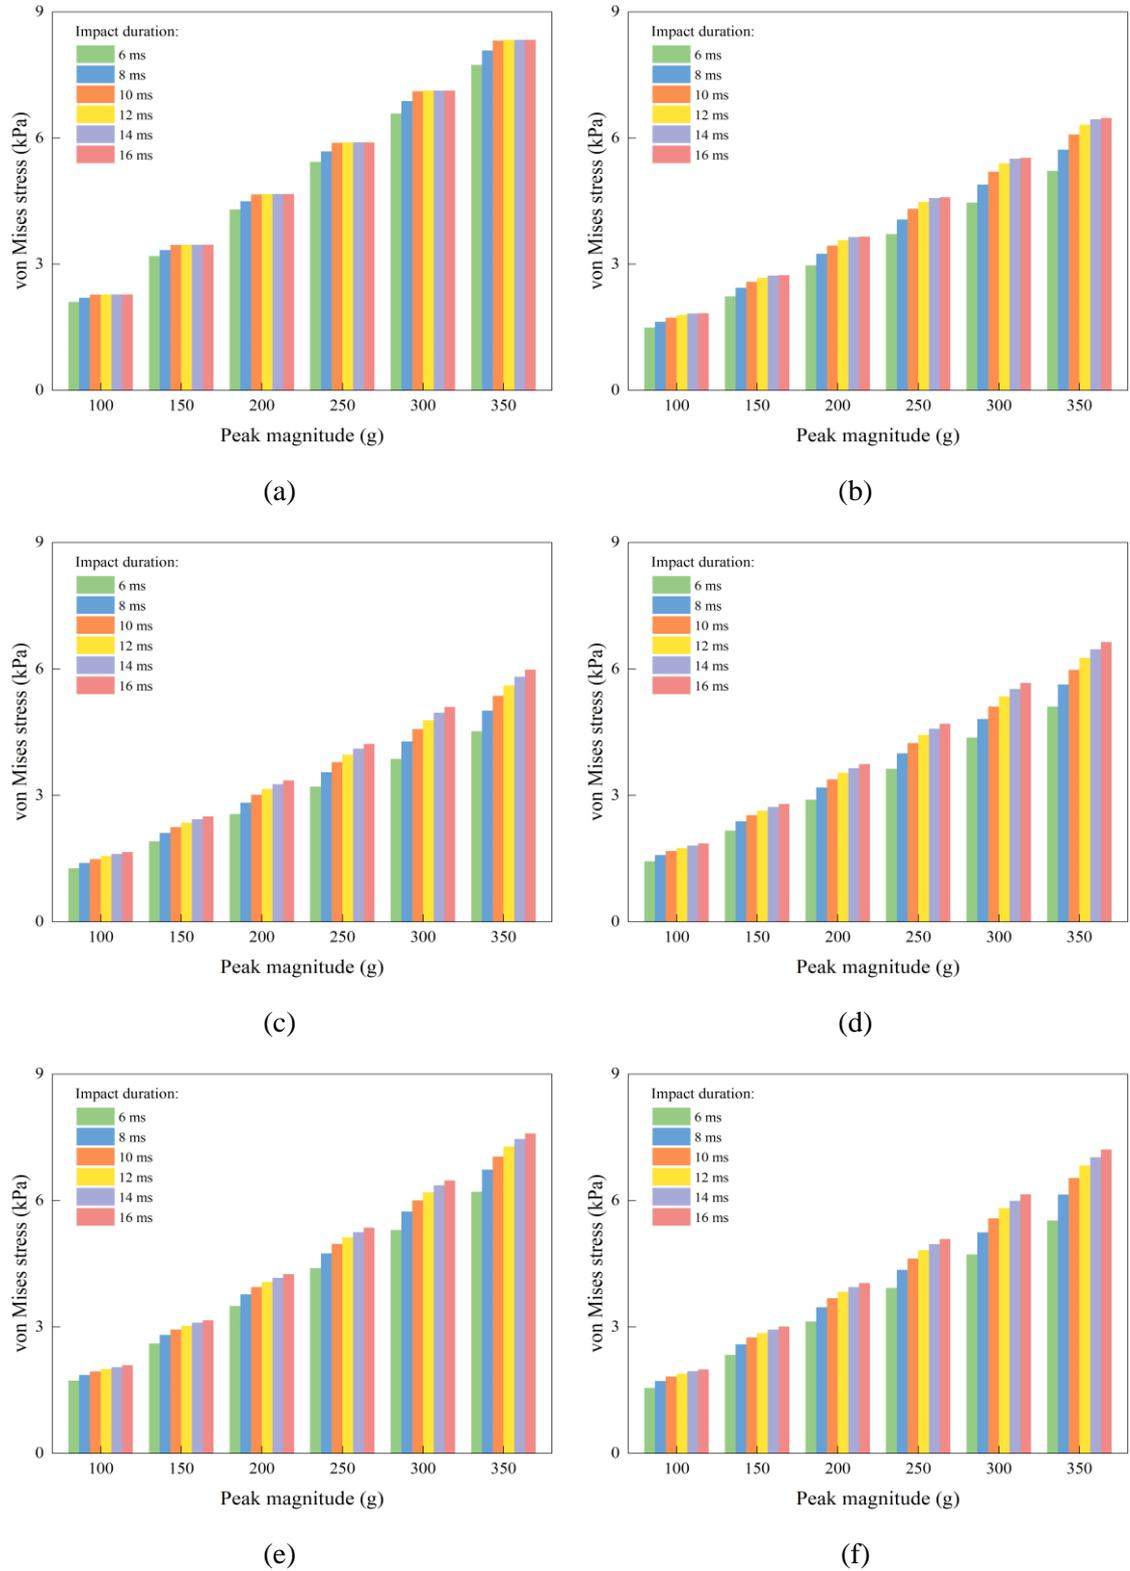 9
6
3
0
von Mises stress (kPa)
Impact duration:
6 ms
8 ms
10 ms
12 ms
14 ms
16 ms
100 150 200 250 300 350
Peak magnitude (g)
(a)
9
6
3
0
von Mises stress (kPa)
Impact duration:
6 ms
8 ms
10 ms
12 ms
14 ms
16 ms
100 150 200 250 300 350
Peak magnitude (g)
(b)
9
6
3
0
von Mises stress (kPa)
Impact duration:
6 ms
8 ms
10 ms
12 ms
14 ms
16 ms
100 150 200 250 300 350
Peak magnitude (g)
(c)
9
6
3
0
von Mises stress (kPa)
Impact duration:
6 ms
8 ms
10 ms
12 ms
14 ms
16 ms
100 150 200 250 300 350
Peak magnitude (g)
(d)
9
6
3
0
von Mises stress (kPa)
Impact duration:
6 ms
8 ms
10 ms
12 ms
14 ms
16 ms
100 150 200 250 300 350
Peak magnitude (g)
(e)
9
6
3
0
von Mises stress (kPa)
Impact duration:
6 ms
8 ms
10 ms
12 ms
14 ms
16 ms
100 150 200 250 300 350
Peak magnitude (g)
(f)